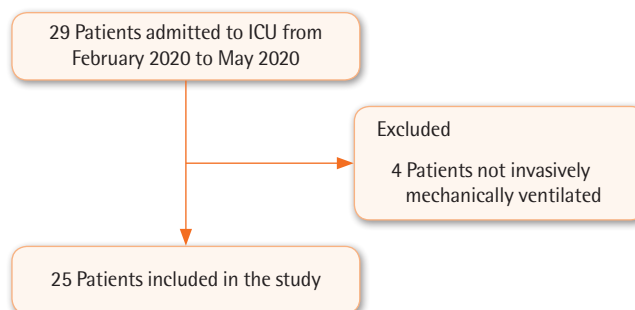 29 Patients admitted to ICU from
February 2020 to May 2020
Excluded
4 Patients not invasively
mechanically ventilated
25 Patients included in the study